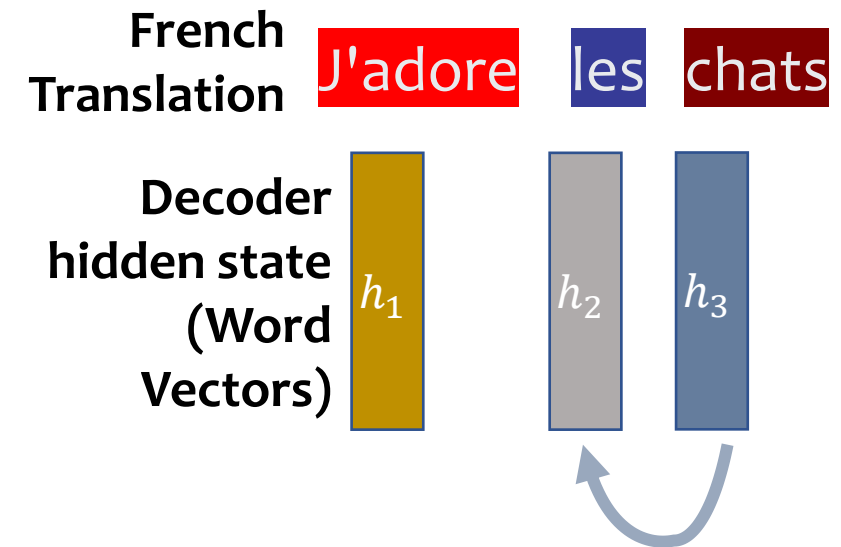 French
Translation
J'adore les chats
Decoder
hidden state
(Word
Vectors)
h₁ h₂ h₃